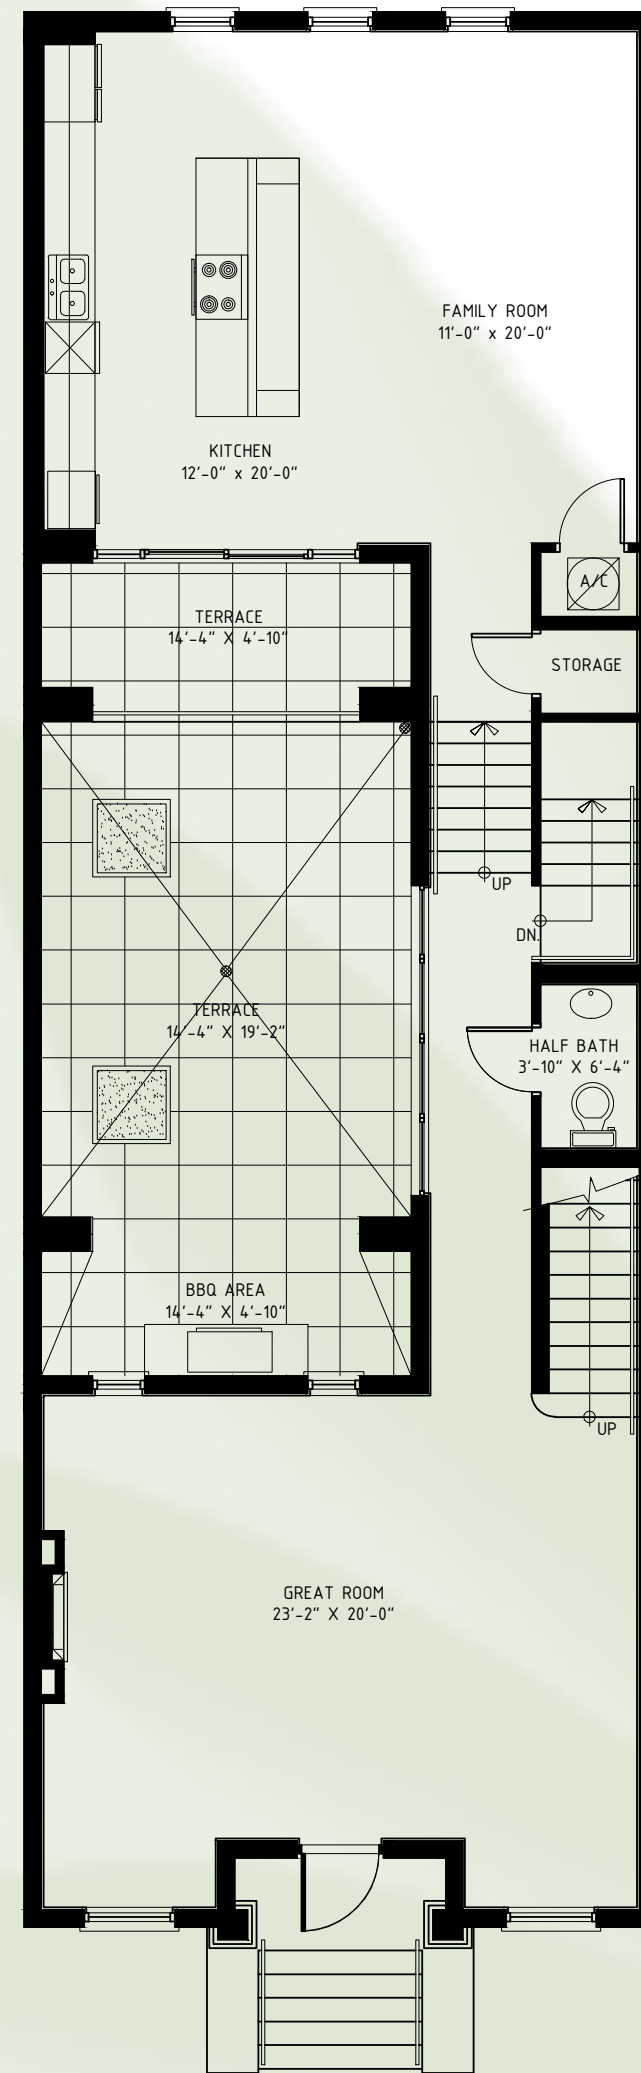 FAMILY ROOM
11'-0" x 20'-0"
KITCHEN
12'-0" x 20'-0"
A/C
TERRACE
14'-4" X 4'-10"
STORAGE
UP
DN.
TERRACE
14'-4" X 19'-2"
HALF BATH
3'-10" X 6'-4"
BBQ AREA
14'-4" X 4'-10"
UP
GREAT ROOM
23'-2" X 20'-0"